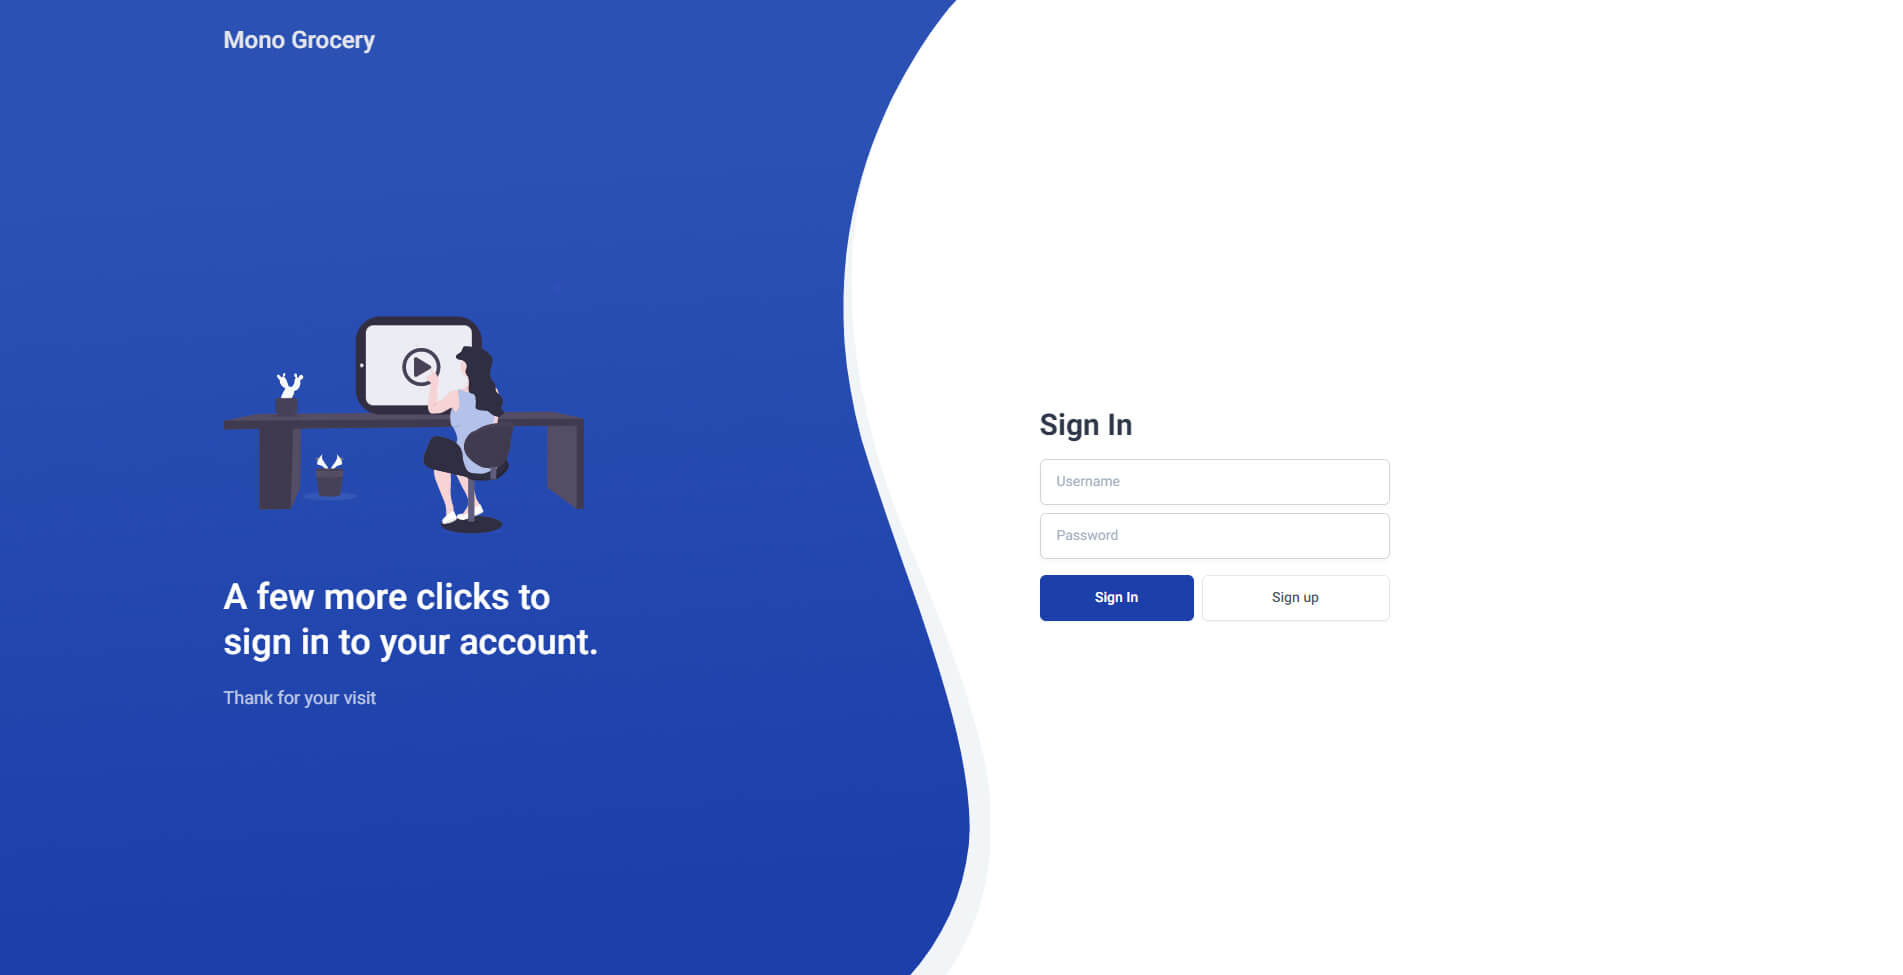 Mono Grocery
A few more clicks to
sign in to your account.
Thank for your visit
Sign In
Username
Password
Sign In
Sign up